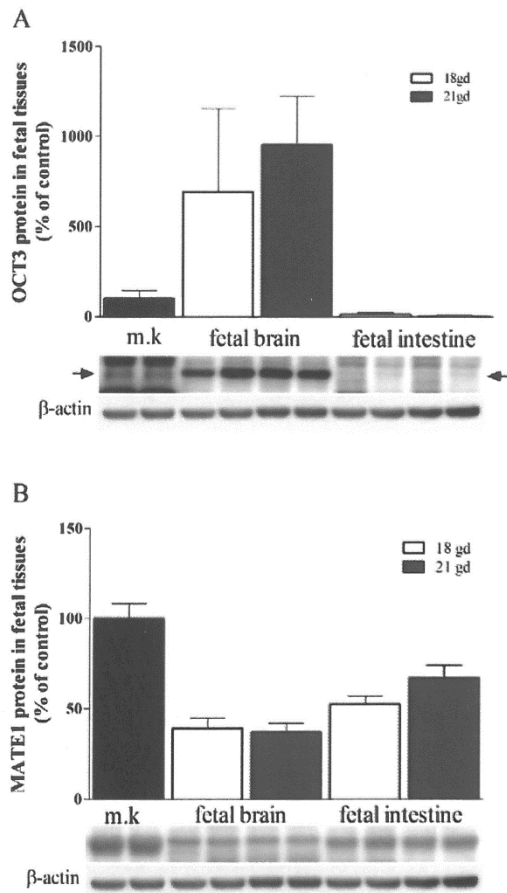 A
OCT3 protein in fetal tissues
(% of control)
1500
1000
500
0
18gd
21gd
m.k
fetal brain
fetal intestine
β-actin
B
MATE1 protein in fetal tissues
(% of control)
150
100
50
0
18 gd
21 gd
m.k
fetal brain
fetal intestine
β-actin